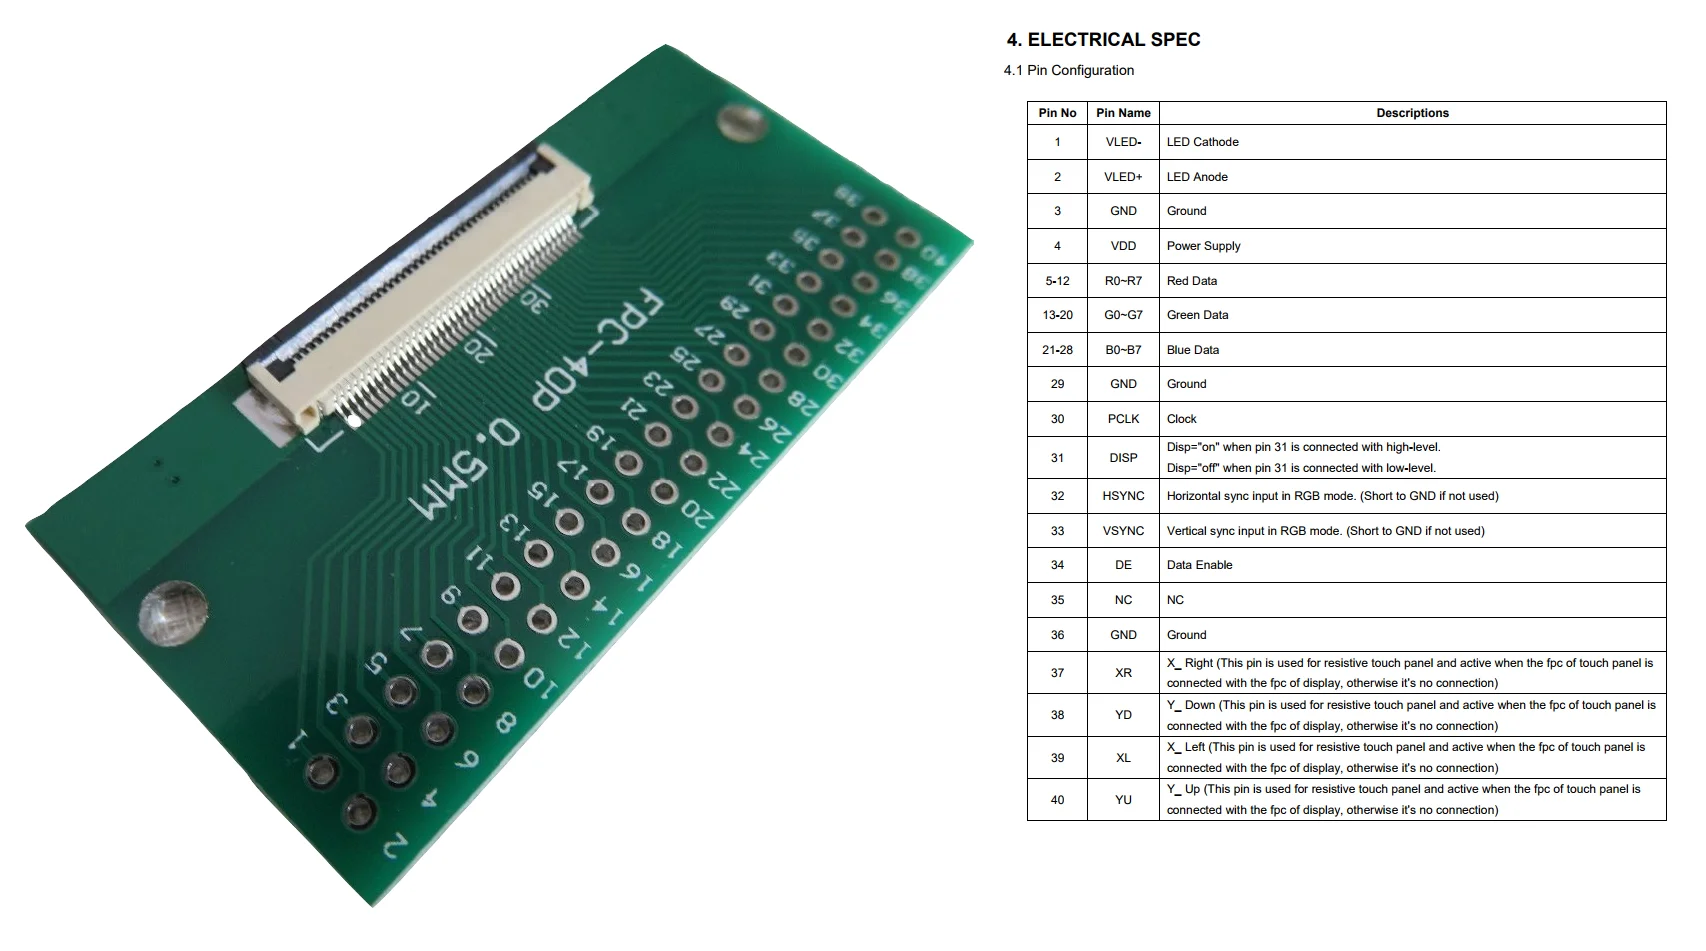 39
37
35
33
31
29
27
25
23
21
19
17
15
13
11
9
7
5
3
1
40
38
36
34
32
30
28
26
24
22
20
18
16
14
12
10
8
6
4
2
10
20
30
FPC-40P 0.5MM
4. ELECTRICAL SPEC
4.1 Pin Configuration
Pin No Pin Name Descriptions
1 VLED- LED Cathode
2 VLED+ LED Anode
3 GND Ground
4 VDD Power Supply
5-12 R0~R7 Red Data
13-20 G0~G7 Green Data
21-28 B0~B7 Blue Data
29 GND Ground
30 PCLK Clock
31 DISP Disp="on" when pin 31 is connected with high-level.
Disp="off" when pin 31 is connected with low-level.
32 HSYNC Horizontal sync input in RGB mode. (Short to GND if not used)
33 VSYNC Vertical sync input in RGB mode. (Short to GND if not used)
34 DE Data Enable
35 NC NC
36 GND Ground
37 XR X_ Right (This pin is used for resistive touch panel and active when the fpc of touch panel is
connected with the fpc of display, otherwise it's no connection)
38 YD Y_ Down (This pin is used for resistive touch panel and active when the fpc of touch panel is
connected with the fpc of display, otherwise it's no connection)
39 XL X_ Left (This pin is used for resistive touch panel and active when the fpc of touch panel is
connected with the fpc of display, otherwise it's no connection)
40 YU Y_ Up (This pin is used for resistive touch panel and active when the fpc of touch panel is
connected with the fpc of display, otherwise it's no connection)